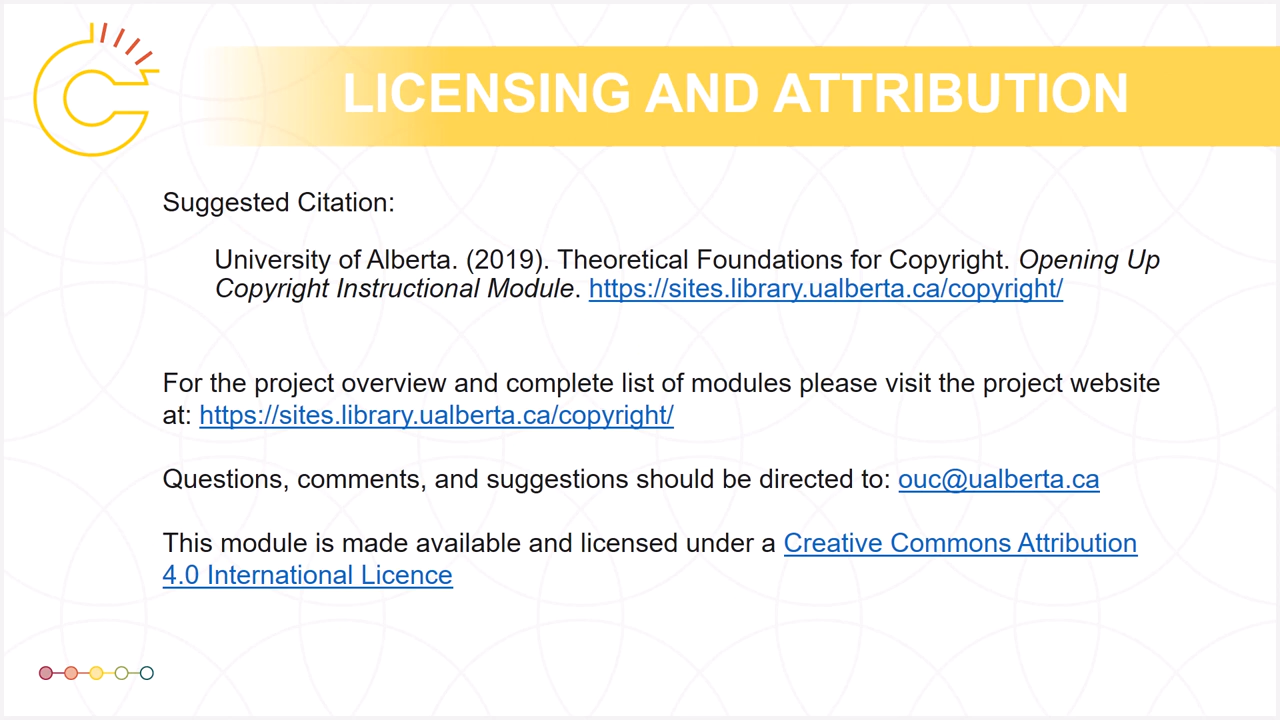 LICENSING AND ATTRIBUTION
Suggested Citation:
University of Alberta. (2019). Theoretical Foundations for Copyright. Opening Up
Copyright Instructional Module. https://sites.library.ualberta.ca/copyright/
For the project overview and complete list of modules please visit the project website
at: https://sites.library.ualberta.ca/copyright/
Questions, comments, and suggestions should be directed to: ouc@ualberta.ca
This module is made available and licensed under a Creative Commons Attribution
4.0 International Licence